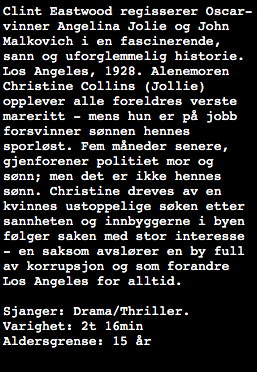 Clint Eastwood regisserer Oscar-
vinner Angelina Jolie og John
Malkovich i en fascinerende,
sann og uforglemmelig historie.
Los Angeles, 1928. Alenemoren
Christine Collins (Jollie)
opplever alle foreldres verste
mareritt - mens hun er på jobb
forsvinner sønnen hennes
sporløst. Fem måneder senere,
gjenforener politiet mor og
sønn; men det er ikke hennes
sønn. Christine dreves av en
kvinnes ustoppelige søken etter
sannheten og innbyggerne i byen
følger saken med stor interesse
- en saksom avslører en by full
av korrupsjon og som forandre
Los Angeles for alltid.

Sjanger: Drama/Thriller.
Varighet: 2t 16min
Aldersgrense: 15 år